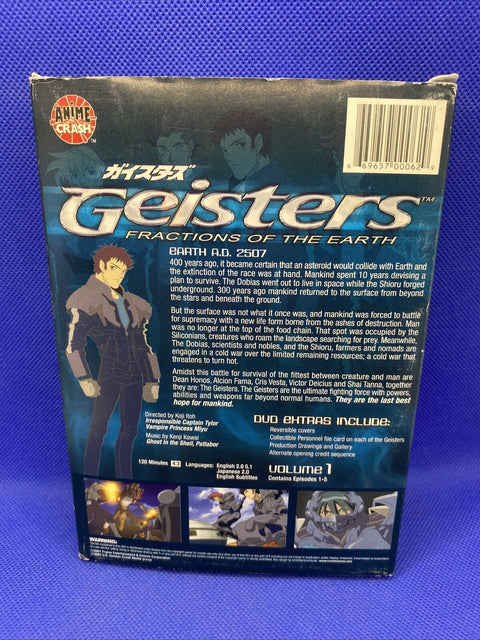 ANIME
CRASH™
6 69657 00062 9
ガイスターズ
Geisters™
FRACTIONS OF THE EARTH
EARTH A.D. 2507
400 years ago, it became certain that an asteroid would collide with Earth and
the extinction of the race was at hand. Mankind spent 10 years devising a
plan to survive. The Dobias went out to live in space while the Shioru forged
underground. 300 years ago mankind returned to the surface from beyond
the stars and beneath the ground.
But the surface was not what it once was, and mankind was forced to battle
for supremacy with a new life form borne from the ashes of destruction. Man
was no longer at the top of the food chain. That spot was occupied by the
Siliconians, creatures who roam the landscape searching for prey. Meanwhile,
The Dobias, scientists and nobles, and the Shioru, farmers and nomads are
engaged in a cold war over the limited remaining resources; a cold war that
threatens to turn hot.
Amidst this battle for survival of the fittest between creature and man are
Dean Honos, Alcion Fama, Cris Vesta, Victor Deicius and Shai Tanna, together
they are: The Geisters. The Geisters are the ultimate fighting force with powers,
abilities and weapons far beyond normal humans. They are the last best
hope for mankind.
Directed by Koji Itoh
Irresponsible Captain Tylor
Vampire Princess Miyu
Music by Kenji Kawai
Ghost in the Shell, Patlabor
DVD EXTRAS INCLUDE:
Reversible covers
Collectible Personnel file card on each of the Geisters
Production Drawings and Gallery
Alternate opening credit sequence
120 Minutes 4:3 Languages: English 2.0 5.1
Japanese 2.0
English Subtitles
VOLUME 1
Contains Episodes 1-5
WARNING: